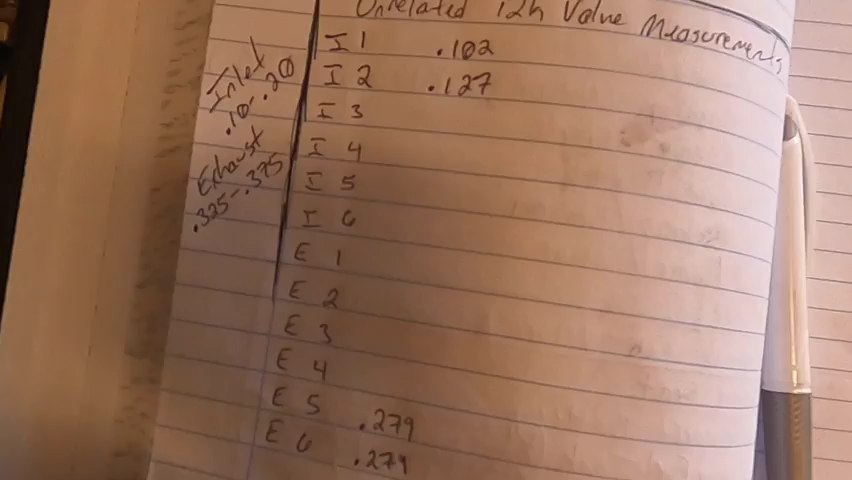 Unrelated 12h Valve Measurements
I 1 .102
I 2 .127
I 3
I 4
I 5
I 6
E 1
E 2
E 3
E 4
E 5 .279
E 6 .279
Inlet
.10-.20
Exhaust
.325-.375